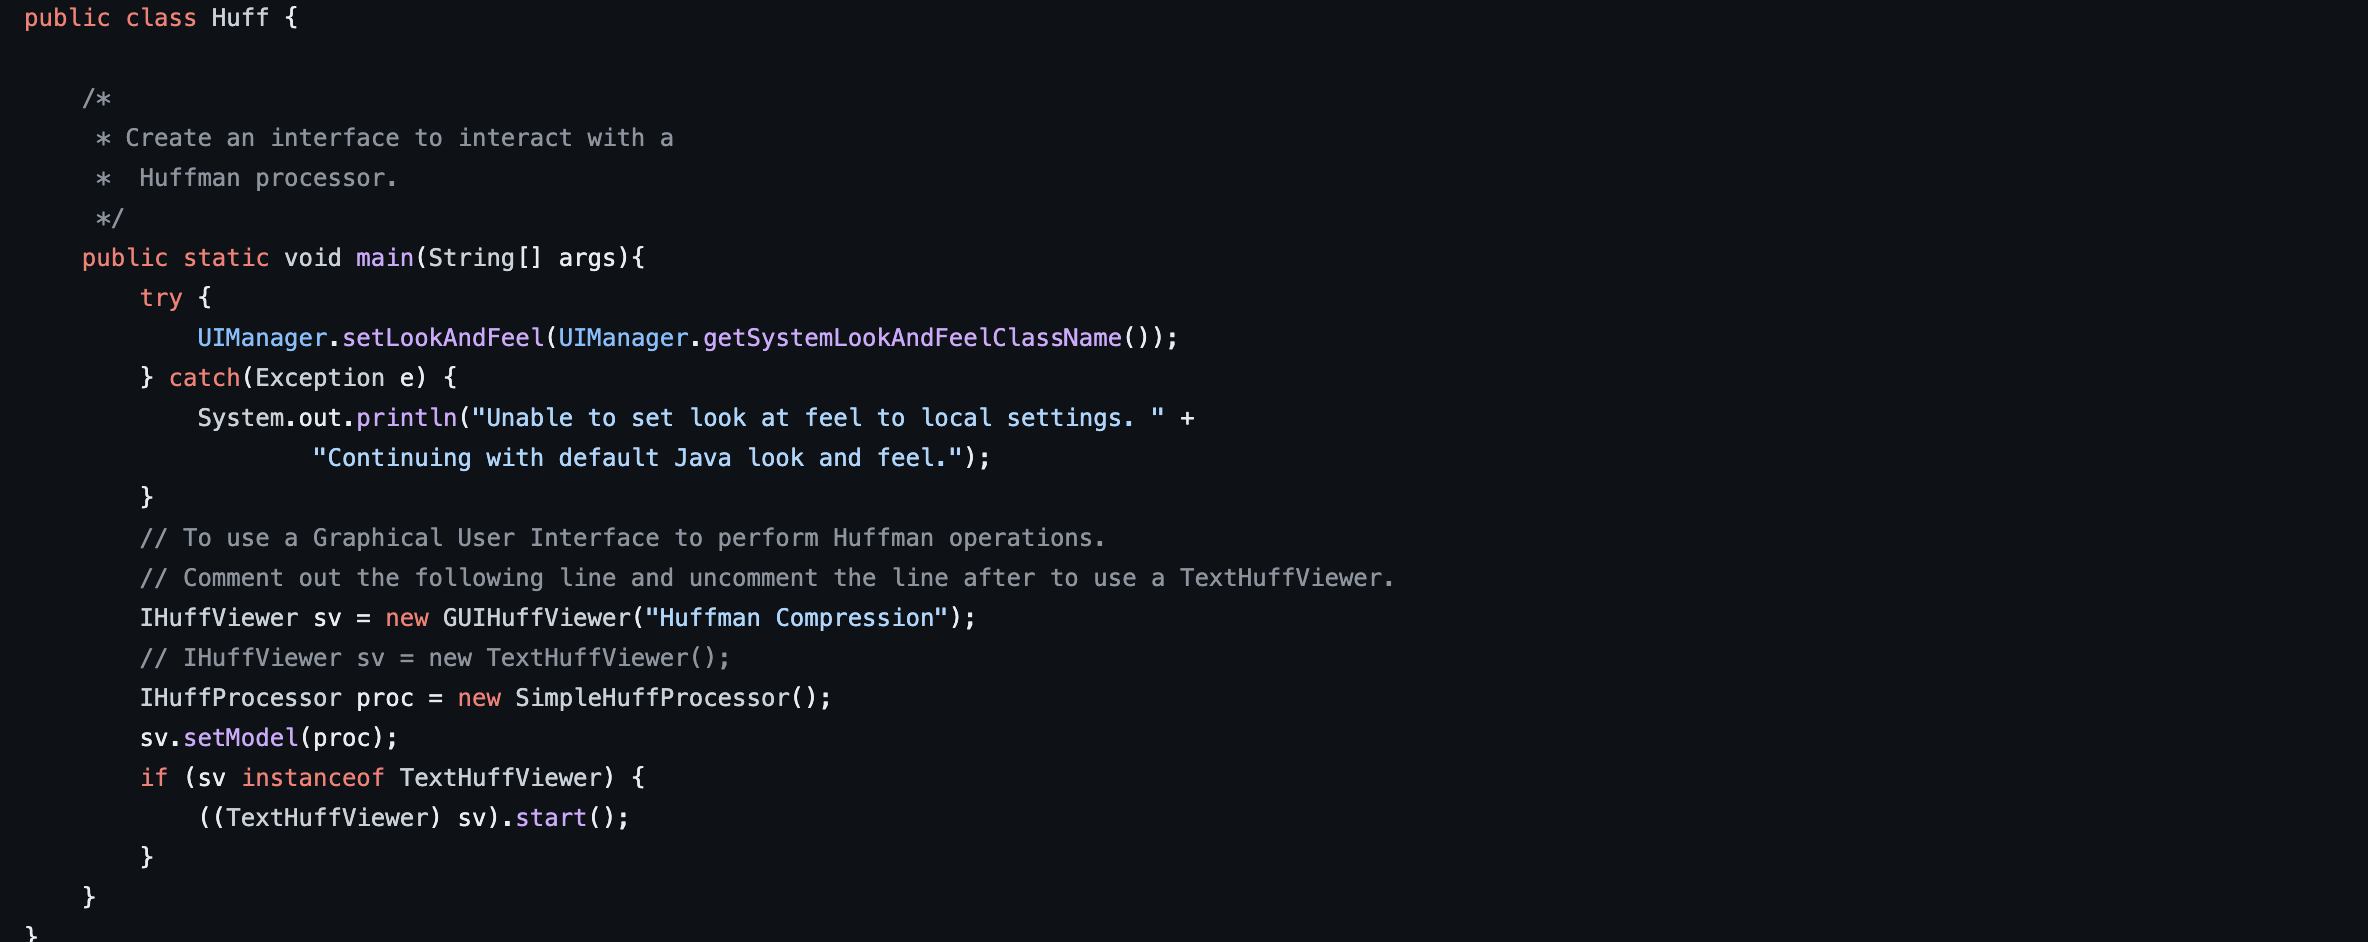 public class Huff {
/*
* Create an interface to interact with a
*  Huffman processor.
*/
public static void main(String[] args){
try {
UIManager.setLookAndFeel(UIManager.getSystemLookAndFeelClassName());
} catch(Exception e) {
System.out.println("Unable to set look at feel to local settings. " +
"Continuing with default Java look and feel.");
}
// To use a Graphical User Interface to perform Huffman operations.
// Comment out the following line and uncomment the line after to use a TextHuffViewer.
IHuffViewer sv = new GUIHuffViewer("Huffman Compression");
// IHuffViewer sv = new TextHuffViewer();
IHuffProcessor proc = new SimpleHuffProcessor();
sv.setModel(proc);
if (sv instanceof TextHuffViewer) {
((TextHuffViewer) sv).start();
}
}
}